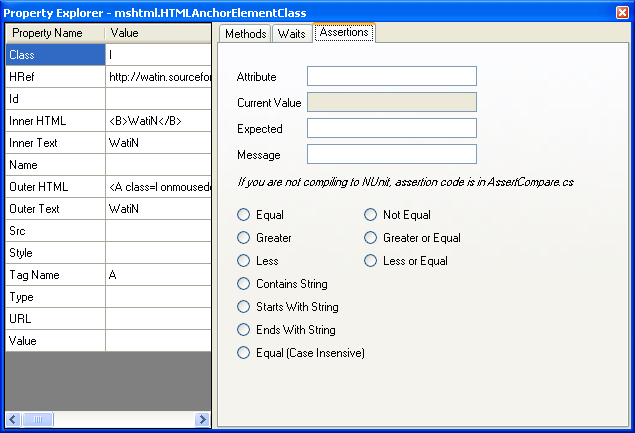 Property Explorer - mshtml.HTMLAnchorElementClass
Property Name Value
Class l
HRef http://watin.sourcefor
Id
Inner HTML <B>WatiN</B>
Inner Text WatiN
Name
Outer HTML <A class=l onmousedo
Outer Text WatiN
Src
Style
Tag Name A
Type
URL
Value
Methods Waits Assertions
Attribute
Current Value
Expected
Message
If you are not compiling to NUnit, assertion code is in AssertCompare.cs
Equal Not Equal
Greater Greater or Equal
Less Less or Equal
Contains String
Starts With String
Ends With String
Equal (Case Insensive)